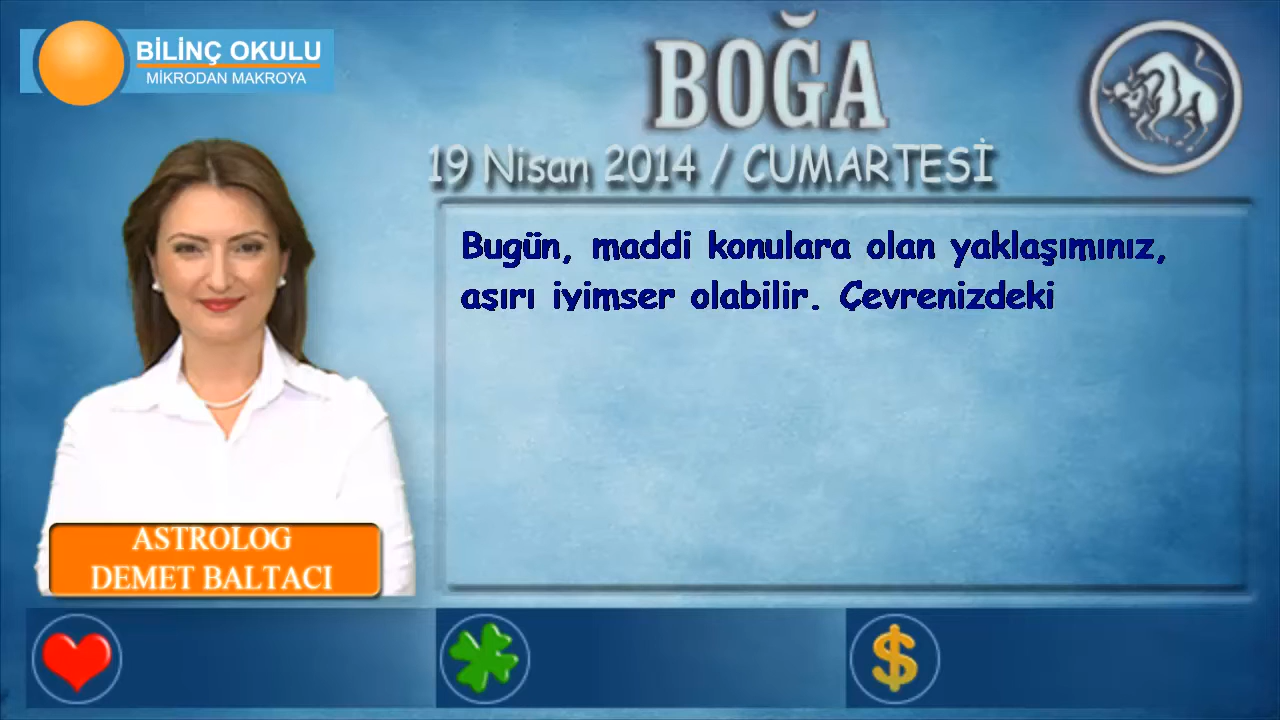 BİLİNÇ OKULU
MİKRODAN MAKROYA
BOĞA
19 Nisan 2014 / CUMARTESİ
Bugün, maddi konulara olan yaklaşımınız,
aşırı iyimser olabilir. Çevrenizdeki
ASTROLOG
DEMET BALTACI
$